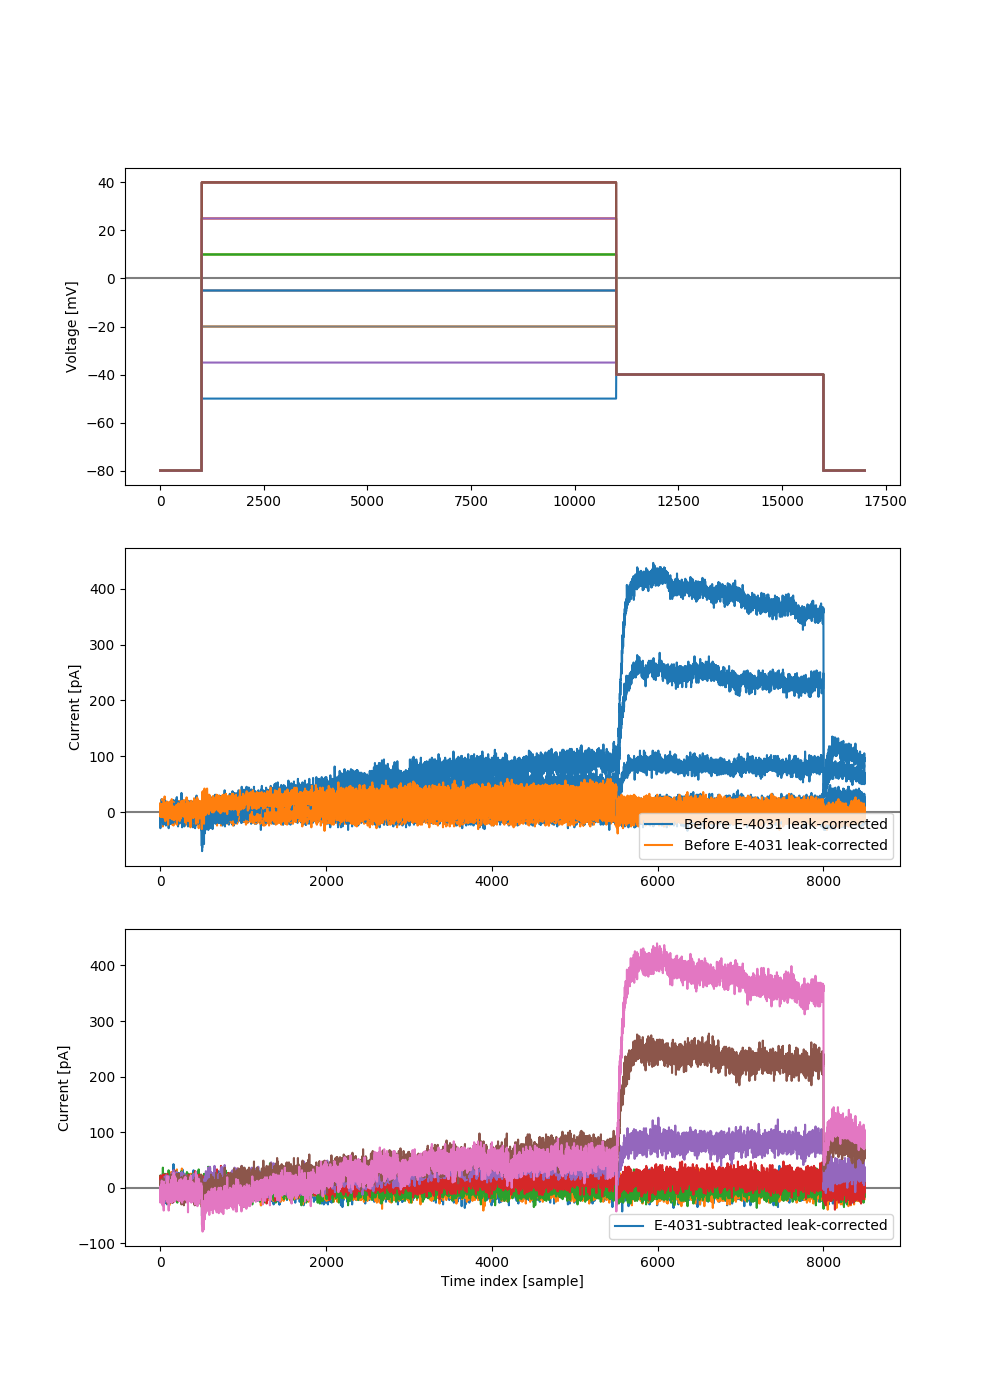 40
20
0
−20
−40
−60
−80
Voltage [mV]
0 2500 5000 7500 10000 12500 15000 17500
400
300
200
100
0
Current [pA]
Before E-4031 leak-corrected
Before E-4031 leak-corrected
0 2000 4000 6000 8000
400
300
200
100
0
−100
Current [pA]
E-4031-subtracted leak-corrected
0 2000 4000 6000 8000
Time index [sample]